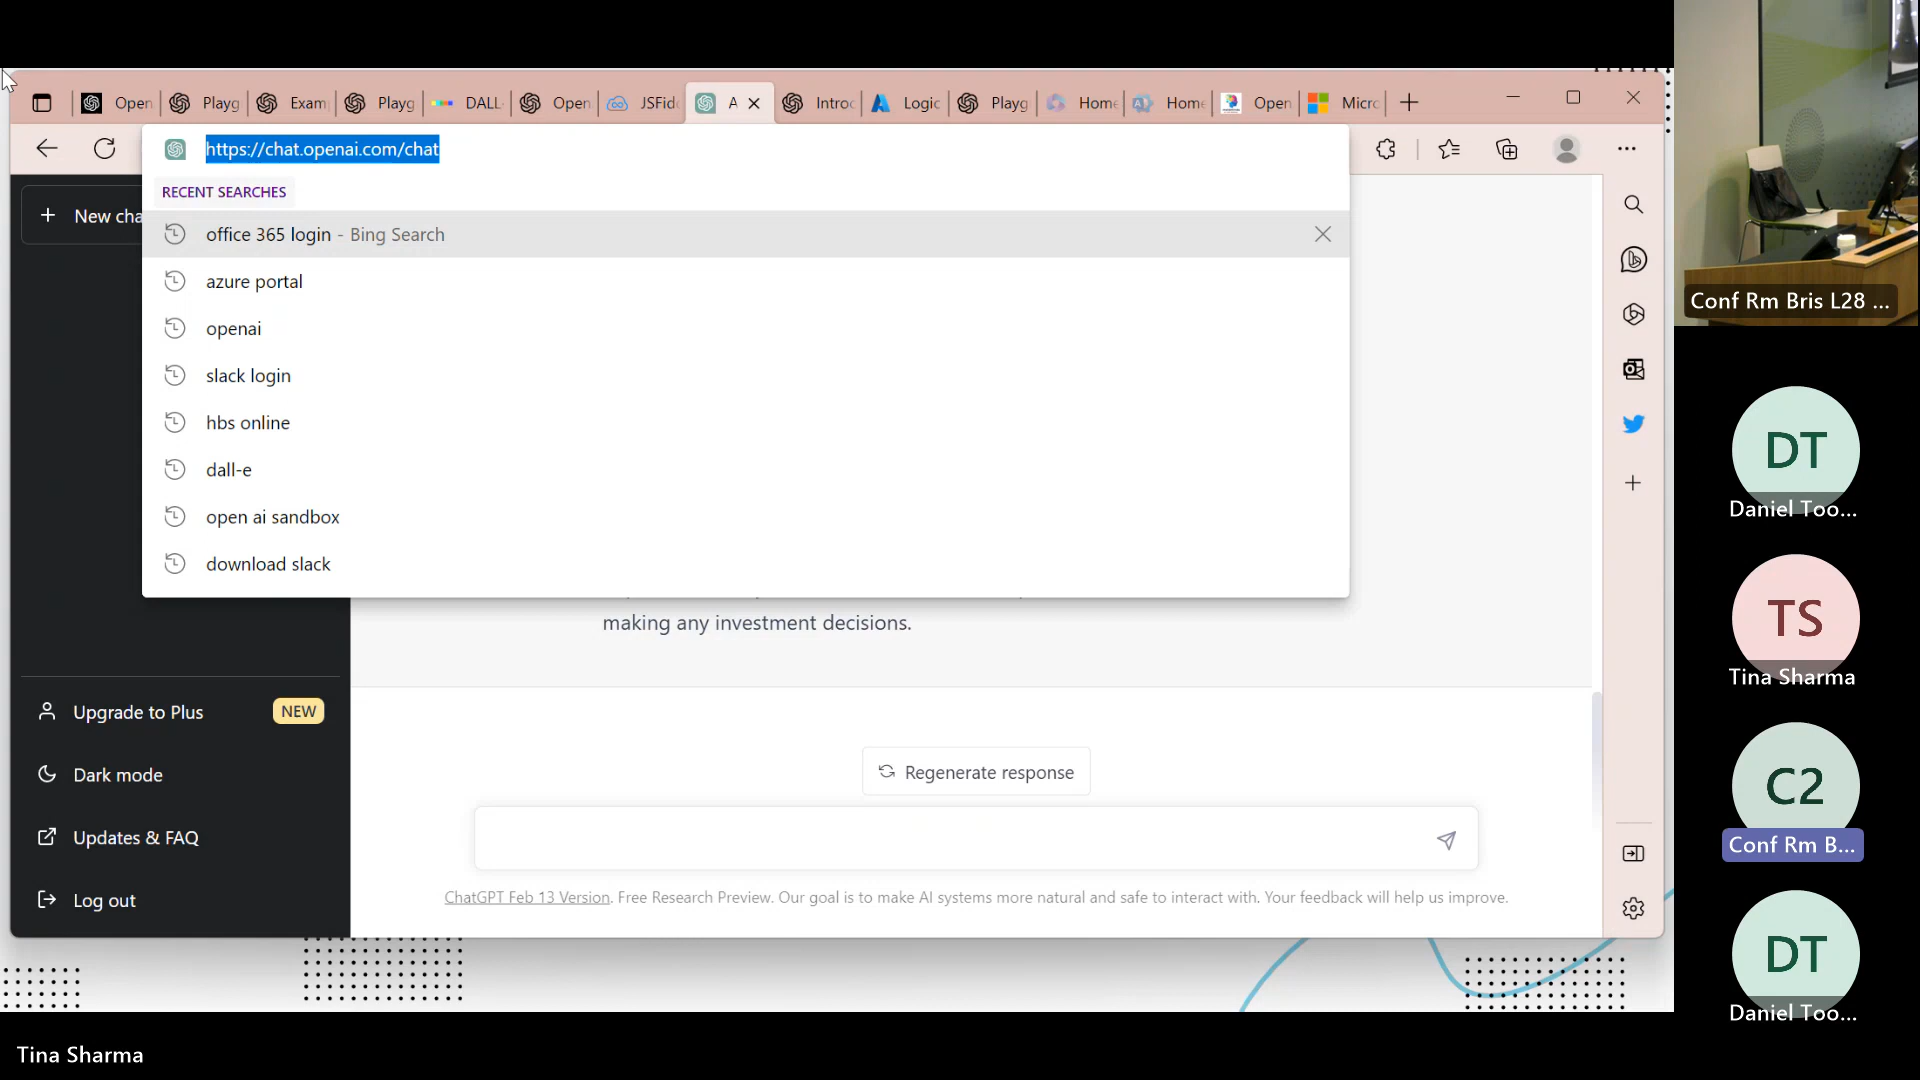 Open
Playg
Exam
Playg
DALL
Open
JSFid
A
Introc
Logic
Playg
Home
Home
Open
Micro
https://chat.openai.com/chat
RECENT SEARCHES
New cha
office 365 login - Bing Search
azure portal
openai
slack login
hbs online
dall-e
open ai sandbox
download slack
making any investment decisions.
Upgrade to Plus NEW
Dark mode
Updates & FAQ
Log out
Regenerate response
ChatGPT Feb 13 Version. Free Research Preview. Our goal is to make AI systems more natural and safe to interact with. Your feedback will help us improve.
Conf Rm Bris L28 ...
DT
Daniel Too...
TS
Tina Sharma
C2
Conf Rm B...
DT
Daniel Too...
Tina Sharma